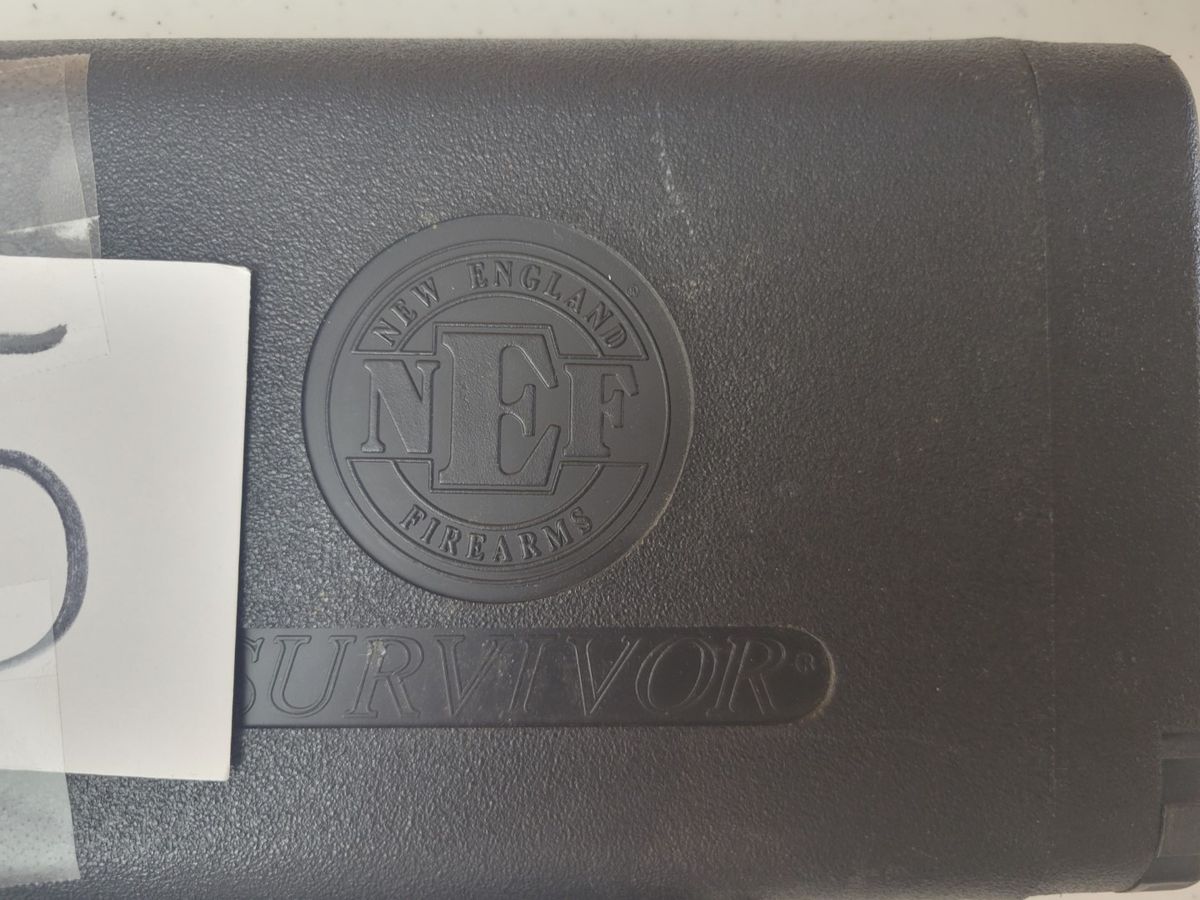 NEW ENGLAND®
NEF
FIREARMS
SURVIVOR®